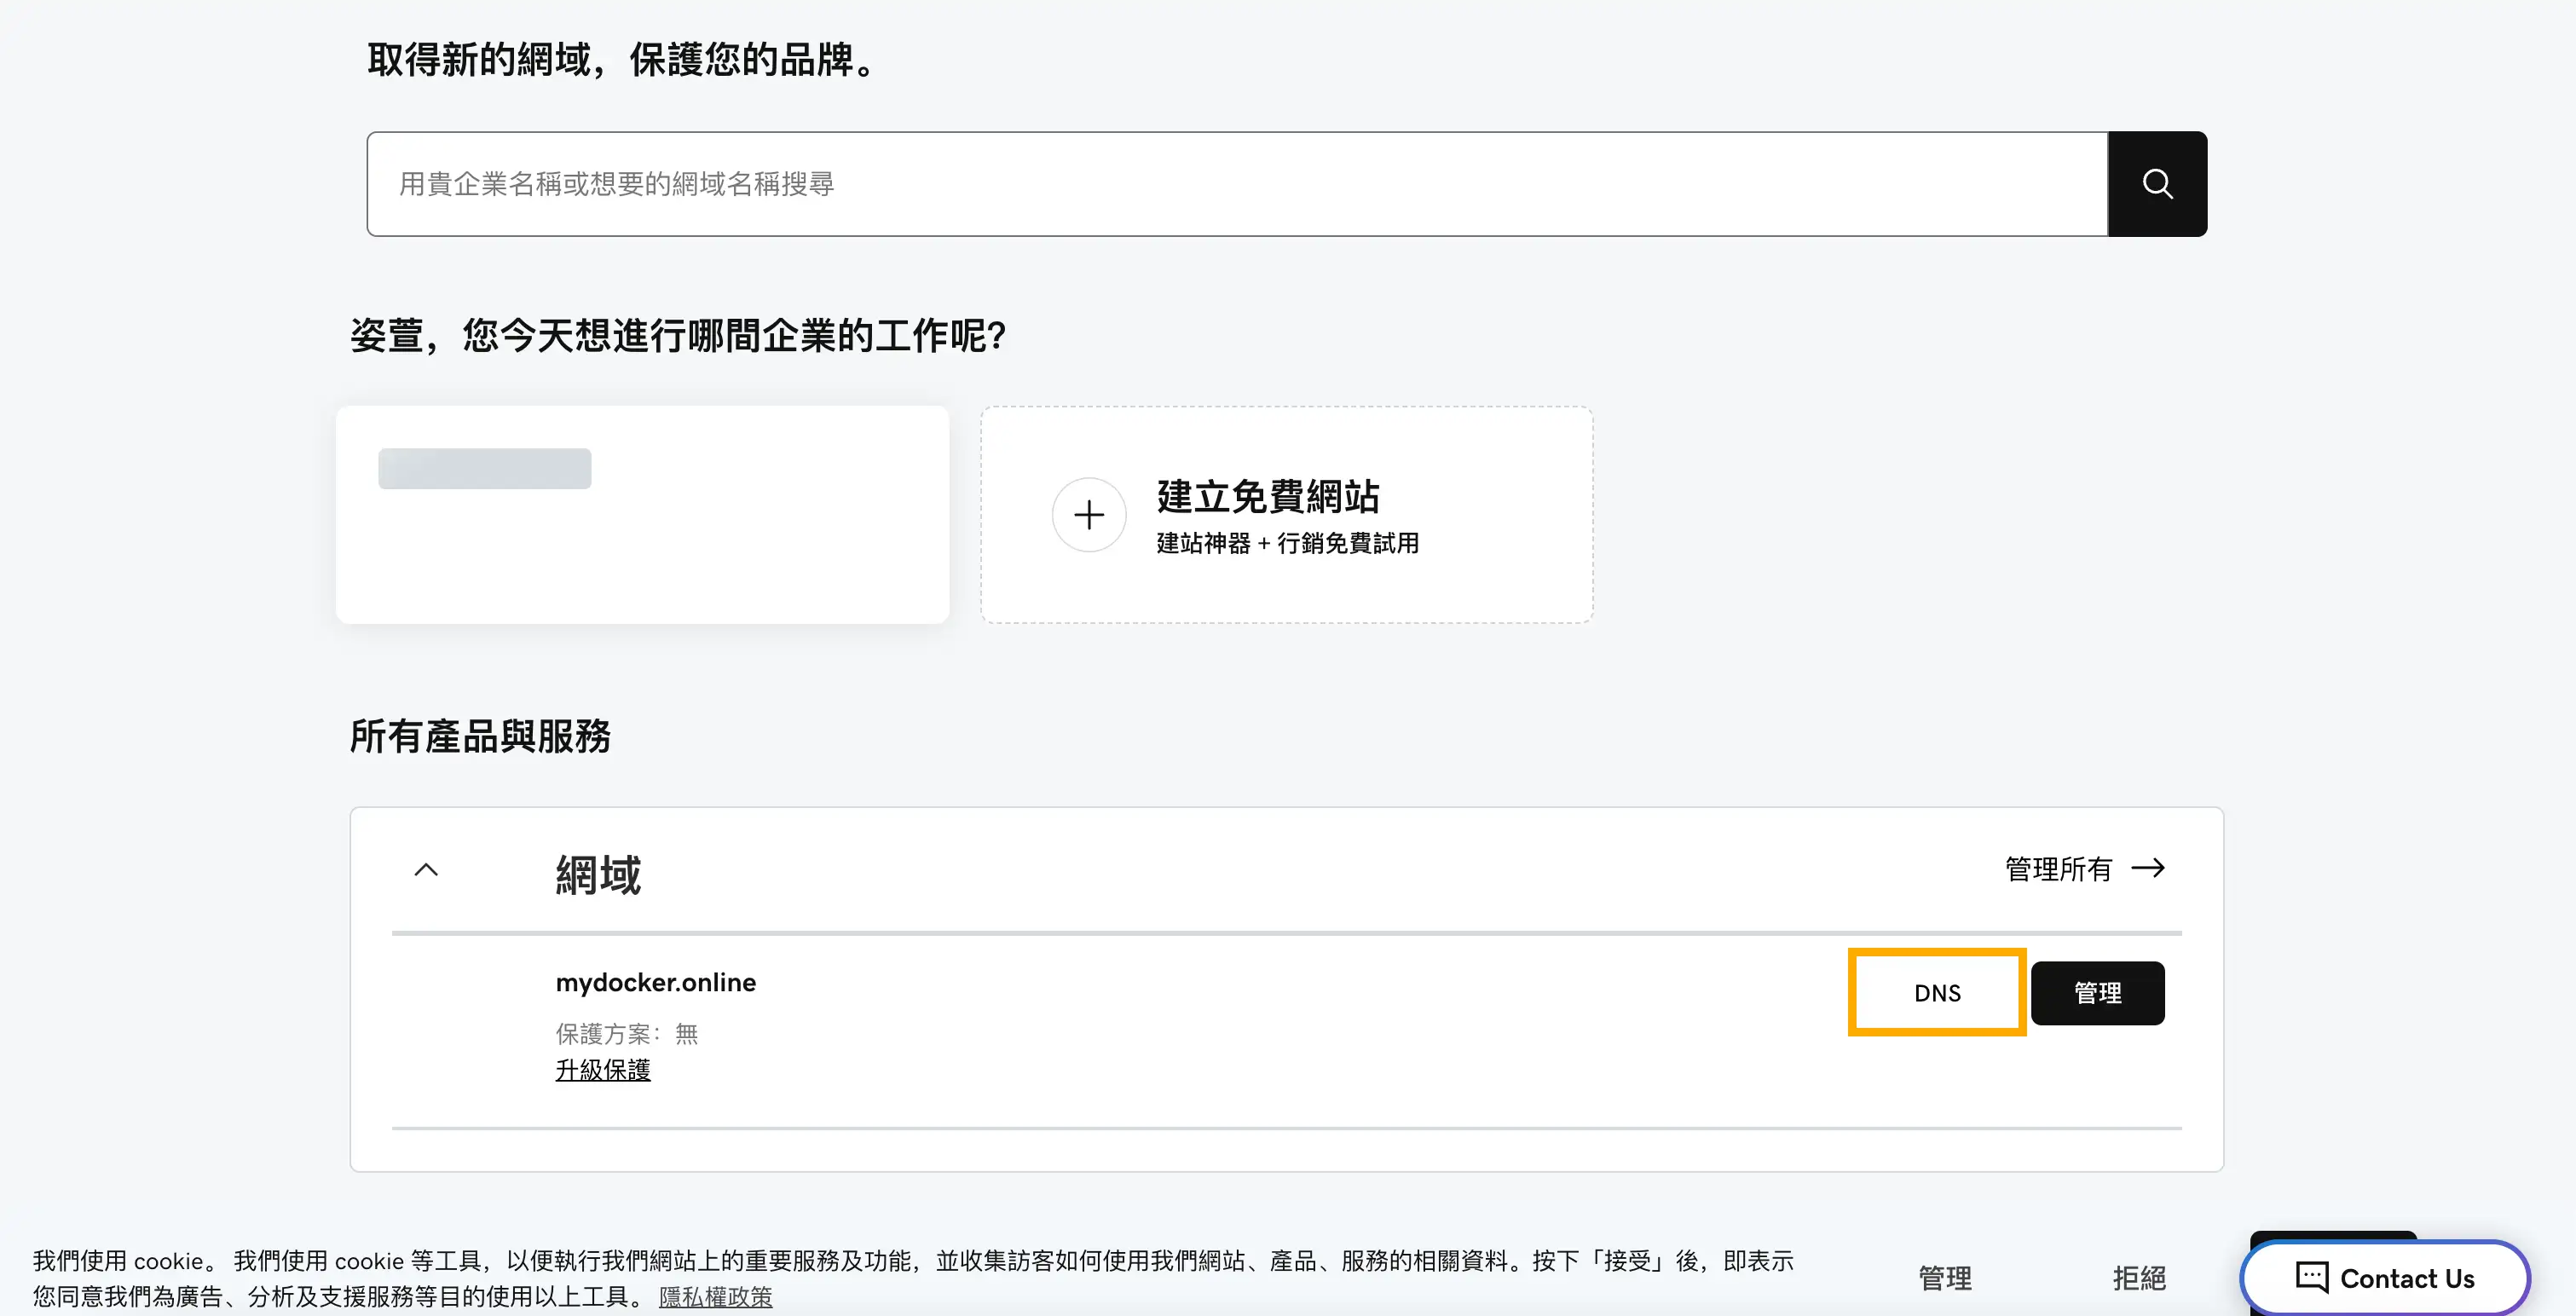 取得新的網域，保護您的品牌。
用貴企業名稱或想要的網域名稱搜尋
姿萱，您今天想進行哪間企業的工作呢?
建立免費網站
建站神器 + 行銷免費試用
所有產品與服務
網域
管理所有
mydocker.online
DNS
管理
保護方案： 無
升級保護
我們使用 cookie。 我們使用 cookie 等工具，以便執行我們網站上的重要服務及功能，並收集訪客如何使用我們網站、產品、服務的相關資料。按下「接受」後，即表示
您同意我們為廣告、分析及支援服務等目的使用以上工具。 隱私權政策
管理
拒絕
Contact Us